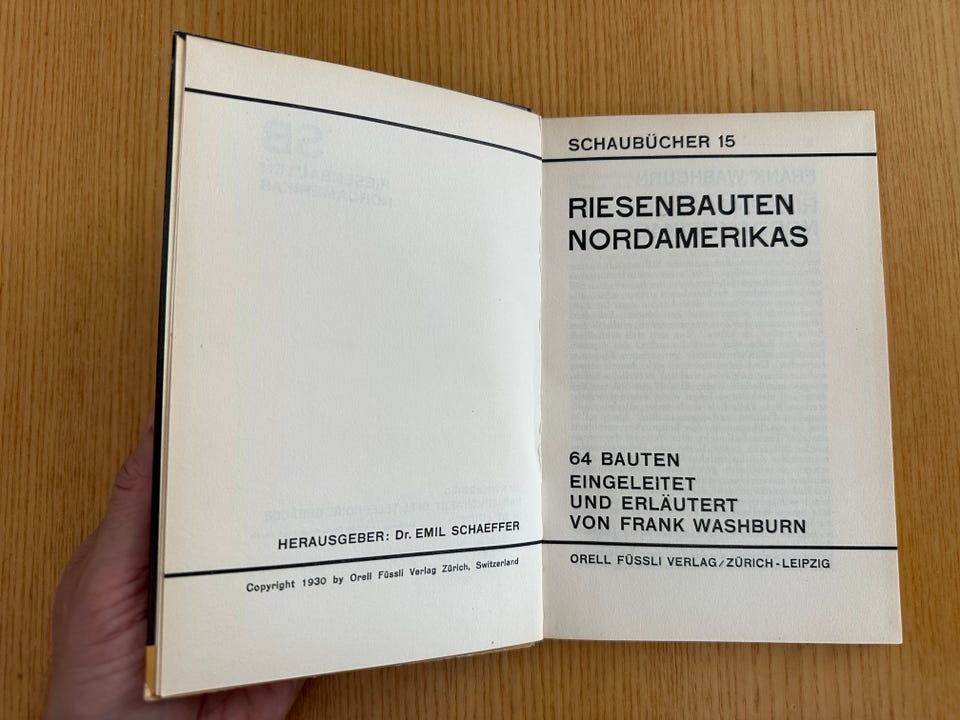 HERAUSGEBER: Dr. EMIL SCHAEFFER
Copyright 1930 by Orell Füssli Verlag Zürich, Switzerland
SCHAUBÜCHER 15
RIESENBAUTEN
NORDAMERIKAS
64 BAUTEN
EINGELEITET
UND ERLÄUTERT
VON FRANK WASHBURN
ORELL FÜSSLI VERLAG/ZÜRICH-LEIPZIG